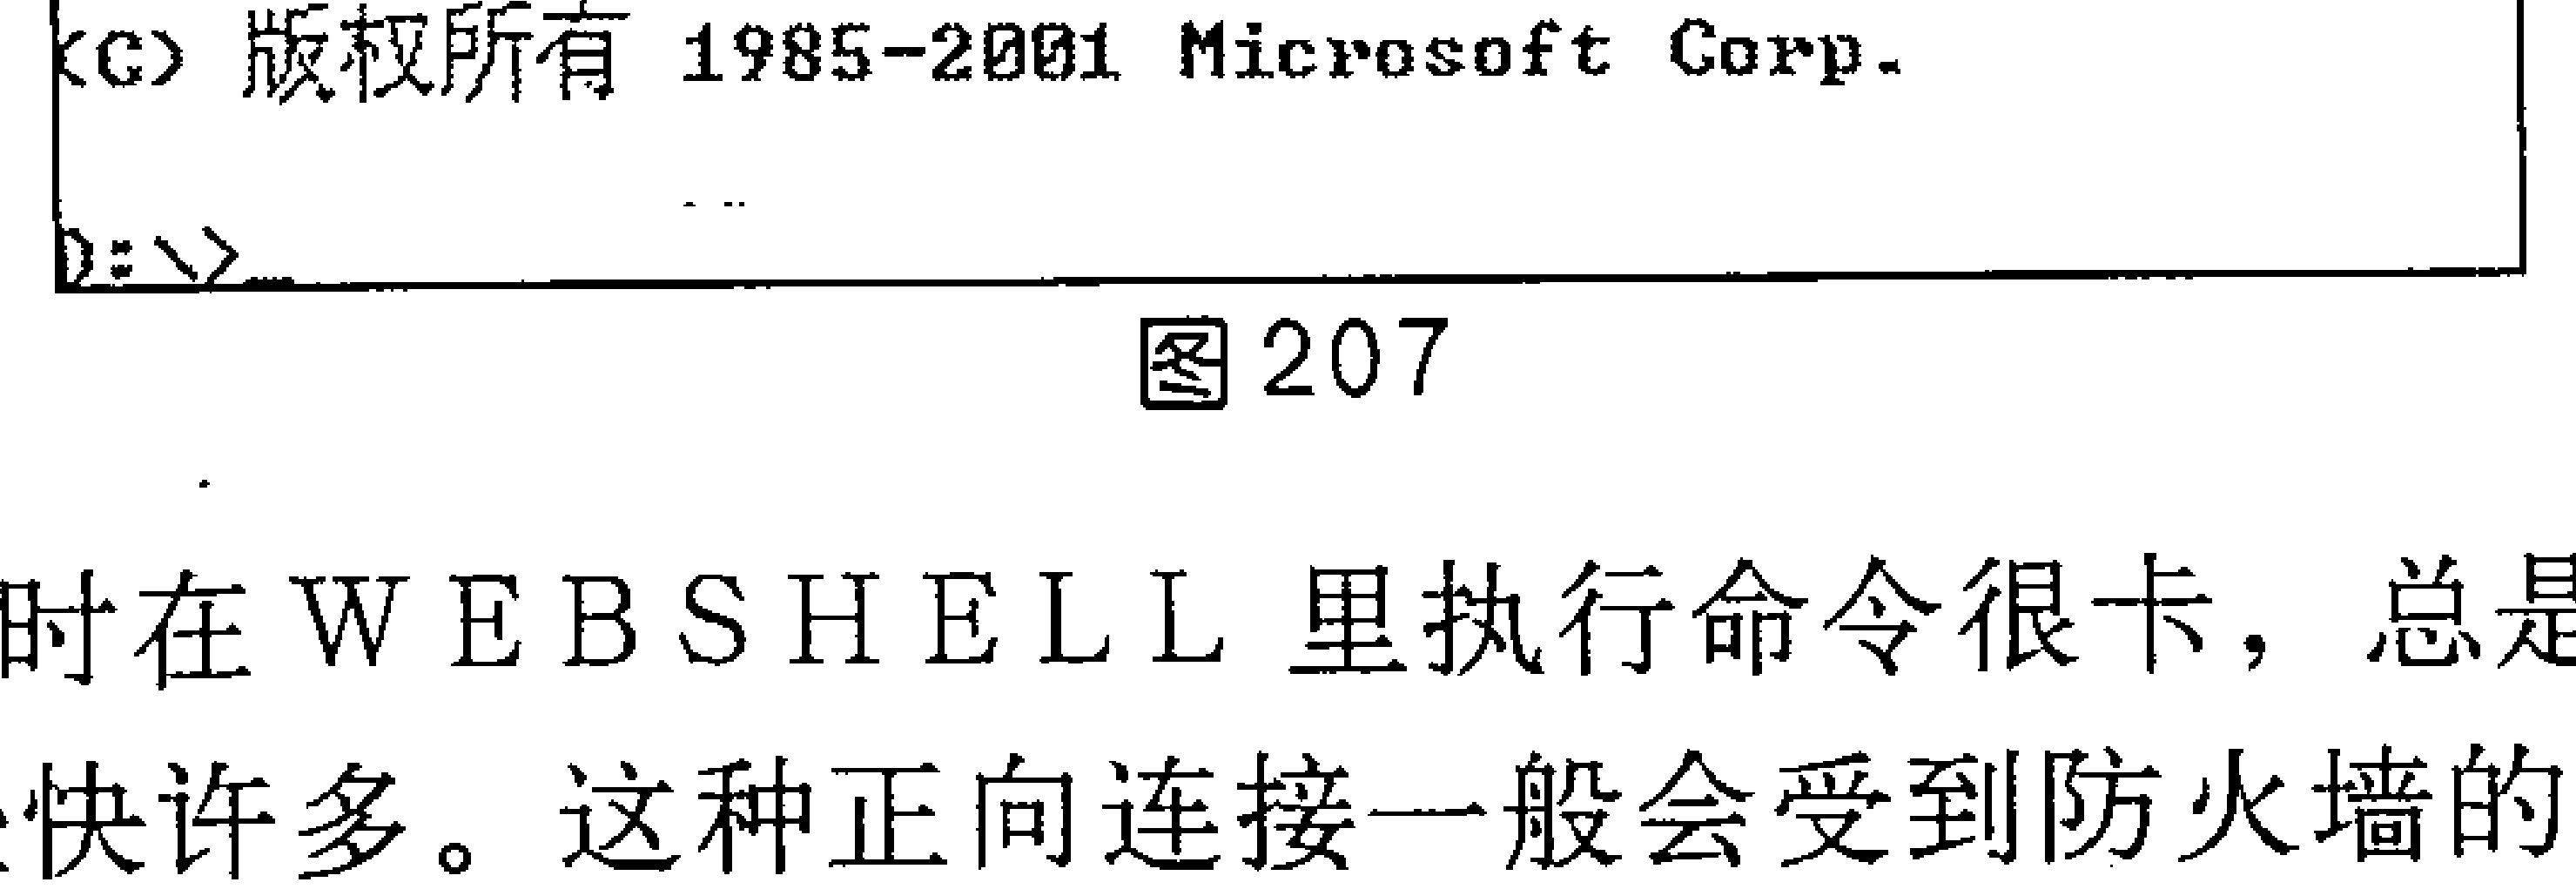 (C) 版权所有 1985-2001 Microsoft Corp.
D:\>_
图207
时在WEBSHELL里执行命令很卡，总是
快许多。这种正向连接一般会受到防火墙的